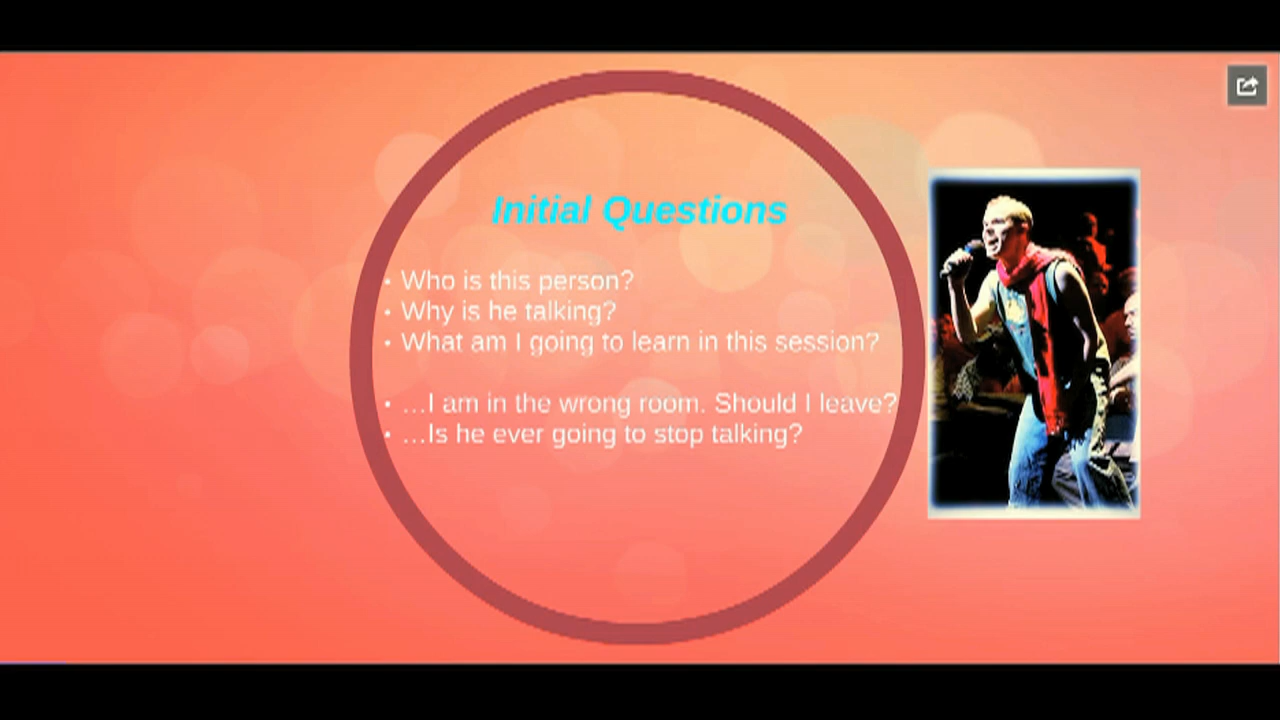 Initial Questions
• Who is this person?
• Why is he talking?
• What am I going to learn in this session?
• …I am in the wrong room. Should I leave?
• …Is he ever going to stop talking?